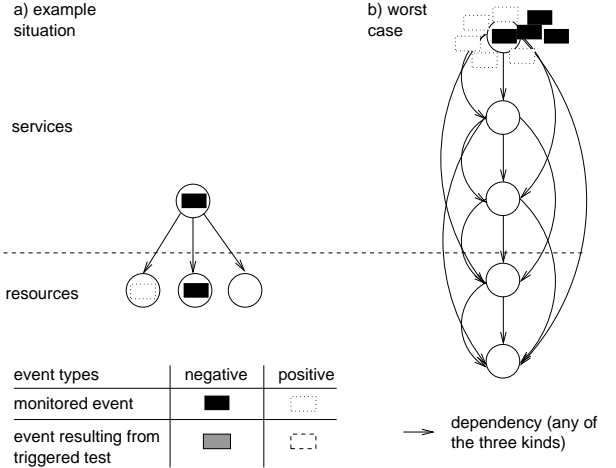 a) example
situation
b) worst
case
services
resources
event types negative positive
monitored event
event resulting from
triggered test
dependency (any of
the three kinds)